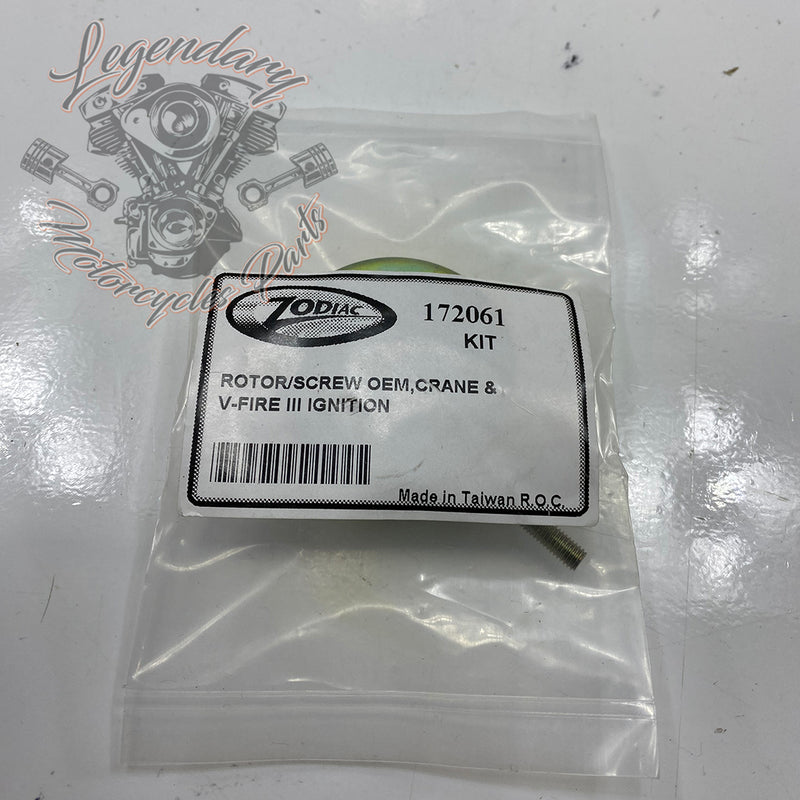 Legendary
Motorcycles Parts
ZODIAC
172061
KIT
ROTOR/SCREW OEM,CRANE &
V-FIRE III IGNITION
Made in Taiwan R.O.C.